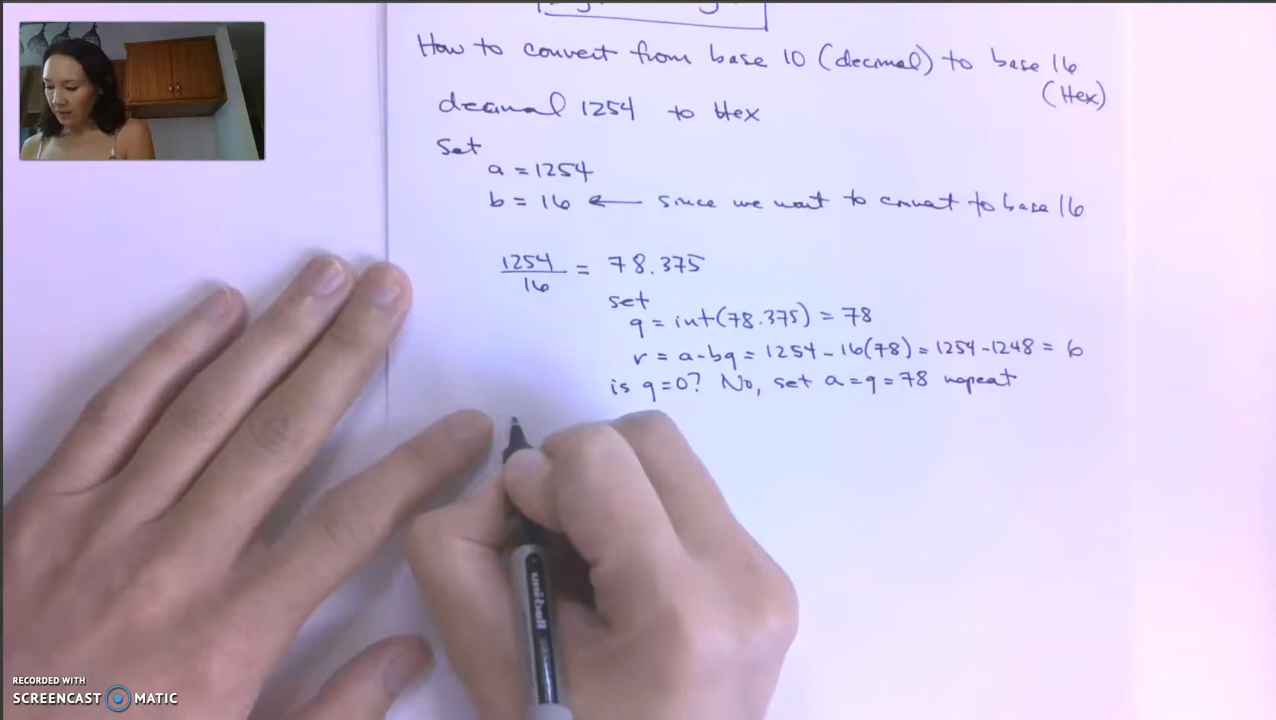 How to convert from base 10 (decimal) to base 16
(Hex)
decimal 1254 to Hex
Set
a = 1254
b = 16 ← since we want to convert to base 16
1254/16 = 78.375
set
q = int(78.375) = 78
r = a-bq = 1254 - 16(78) = 1254 - 1248 = 6
is q=0? No, set a = q = 78 repeat
uni-ball
RECORDED WITH
SCREENCAST MATIC